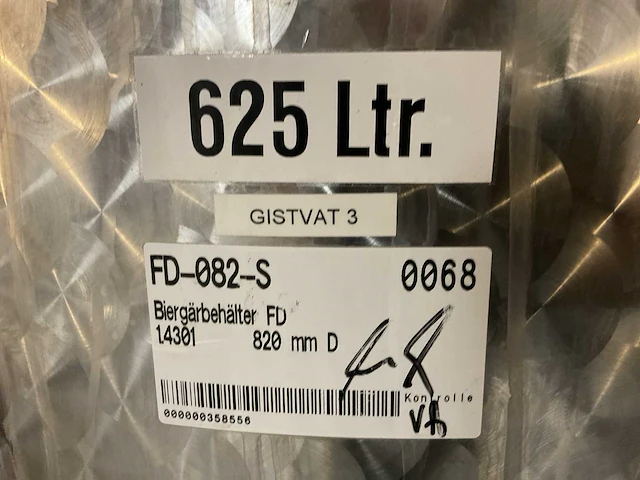 625 Ltr.
GISTVAT 3
FD-082-S 0068
Biergärbehälter FD
1.4301 820 mm D
Kontrolle
000000358556